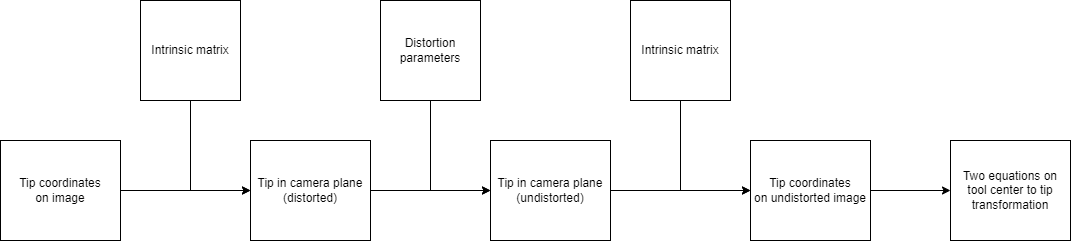 Intrinsic matrix
Distortion
parameters
Intrinsic matrix
Tip coordinates
on image
Tip in camera plane
(distorted)
Tip in camera plane
(undistorted)
Tip coordinates
on undistorted image
Two equations on
tool center to tip
transformation